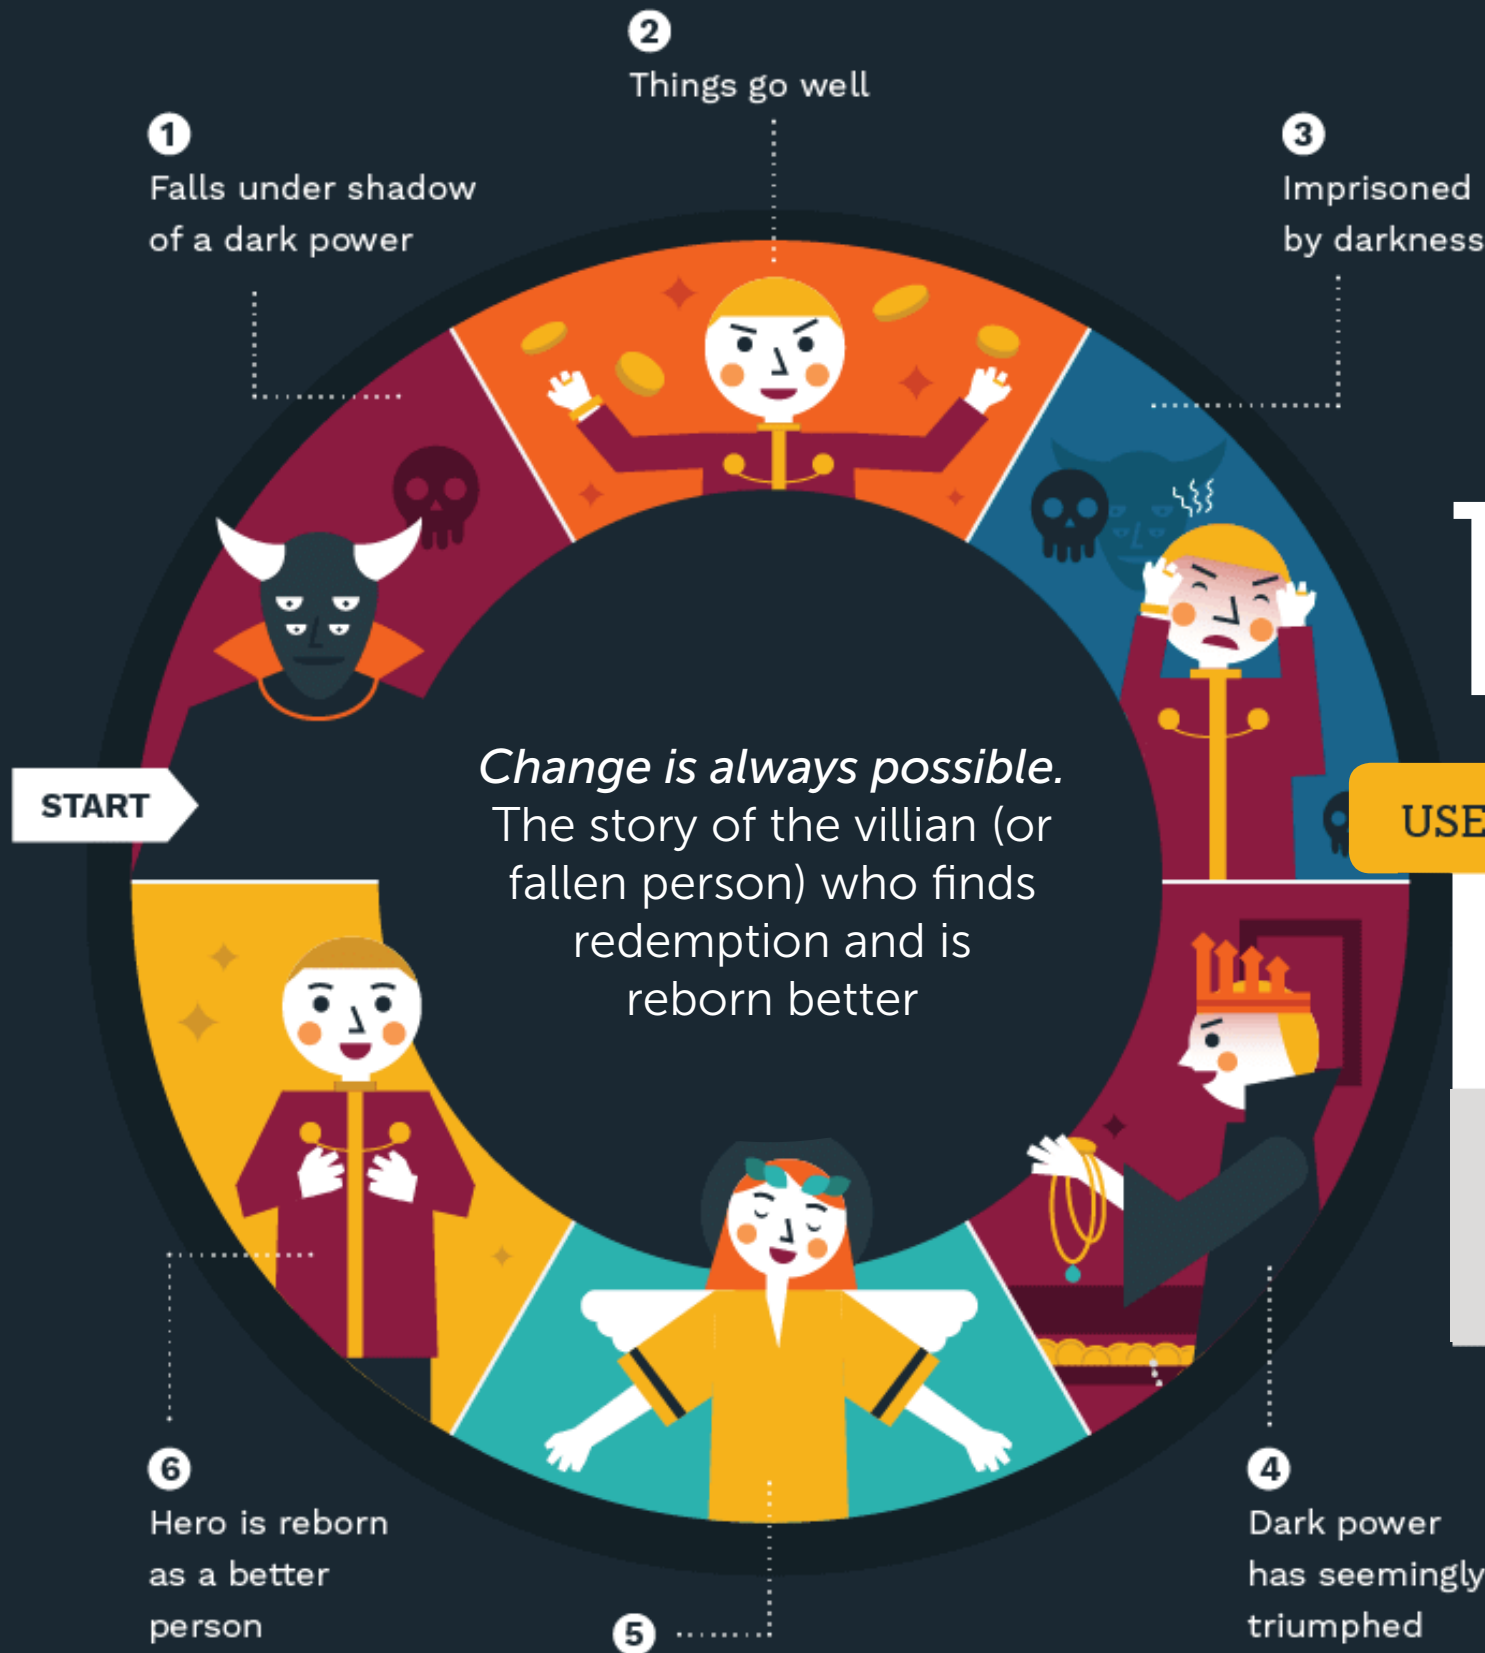 2
Things go well
1
Falls under shadow
of a dark power
3
Imprisoned
by darkness
START
Change is always possible.
The story of the villian (or
fallen person) who finds
redemption and is
reborn better
USE
6
Hero is reborn
as a better
person
5
4
Dark power
has seemingly
triumphed